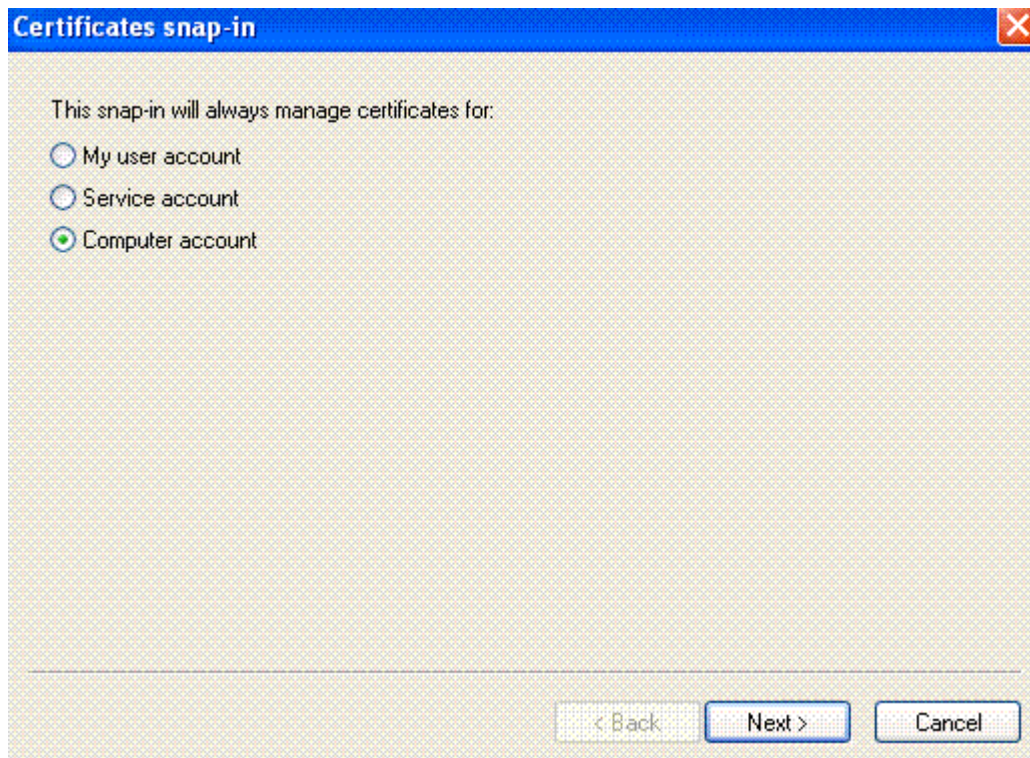 Certificates snap-in
This snap-in will always manage certificates for:
My user account
Service account
Computer account
< Back
Next >
Cancel